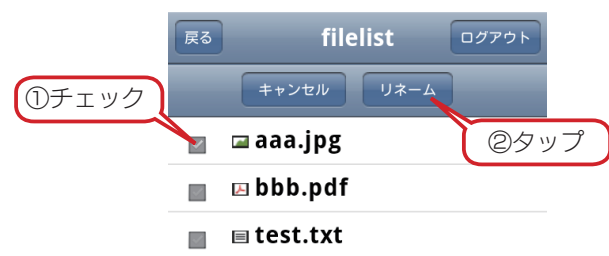 戻る filelist ログアウト
キャンセル リネーム
①チェック
aaa.jpg
②タップ
bbb.pdf
test.txt